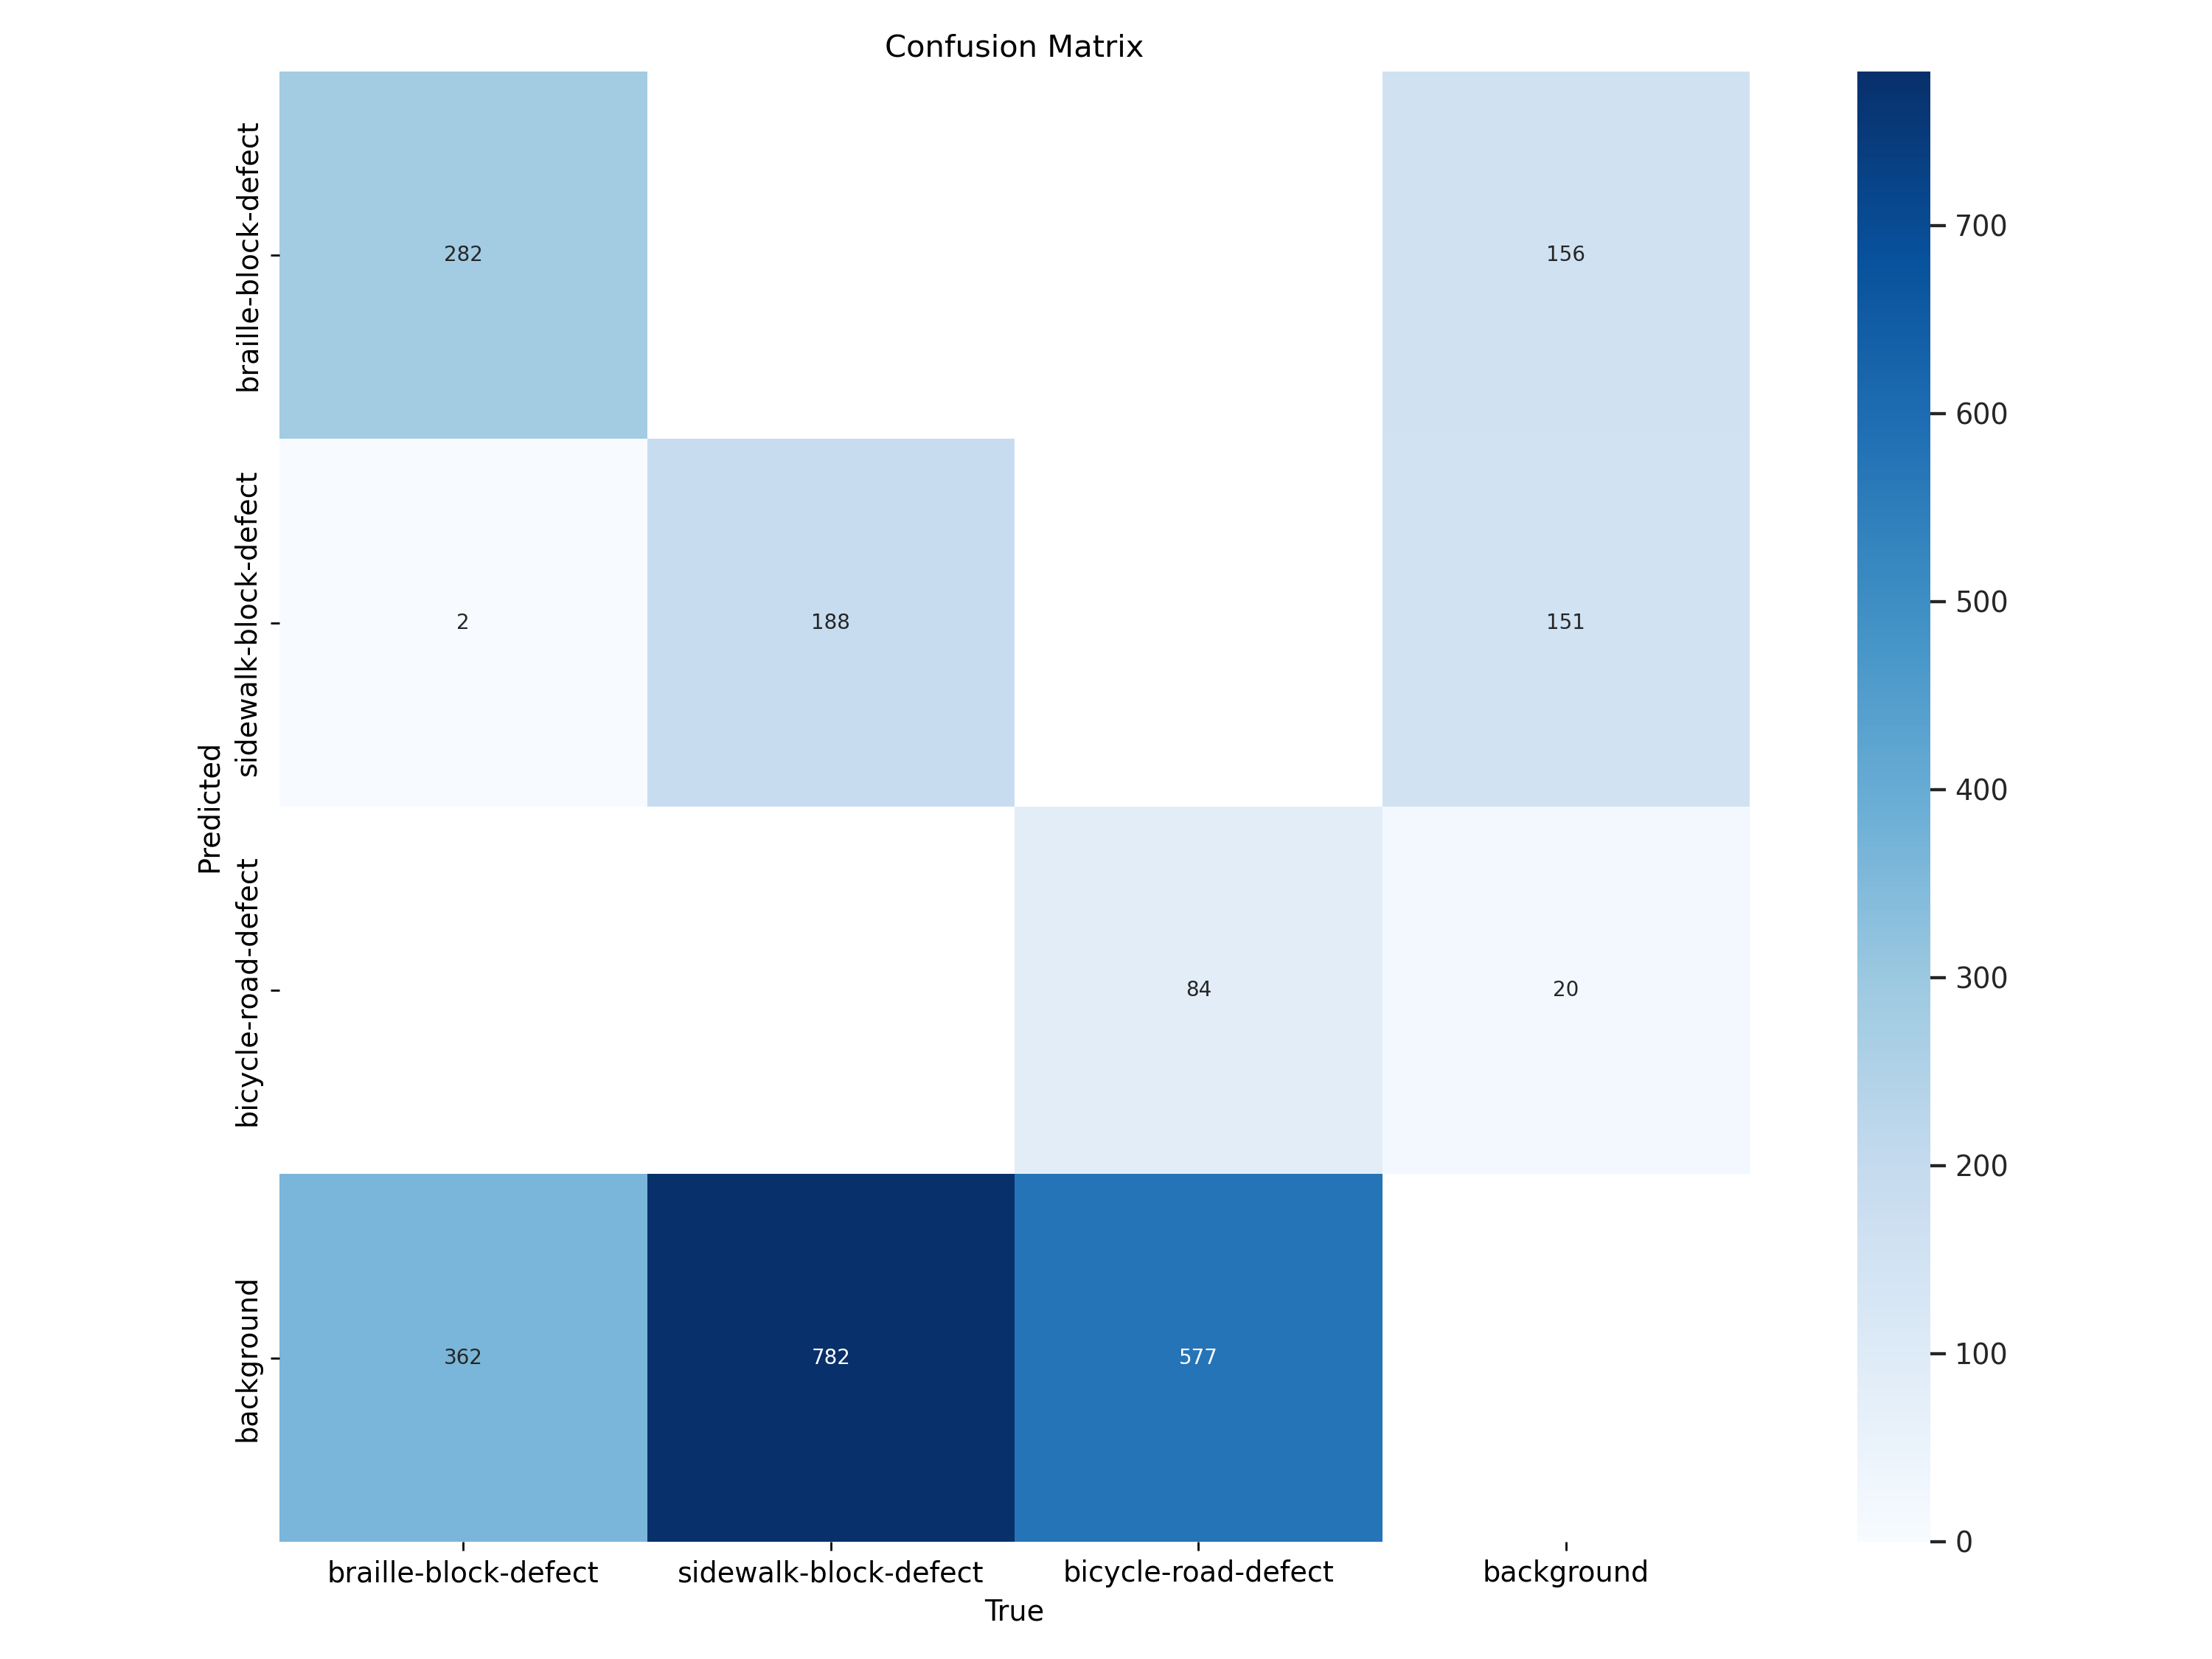 Confusion Matrix
Predicted
braille-block-defect
282
156
sidewalk-block-defect
2
188
151
bicycle-road-defect
84
20
background
362
782
577
braille-block-defect
sidewalk-block-defect
bicycle-road-defect
background
True
700
600
500
400
300
200
100
0